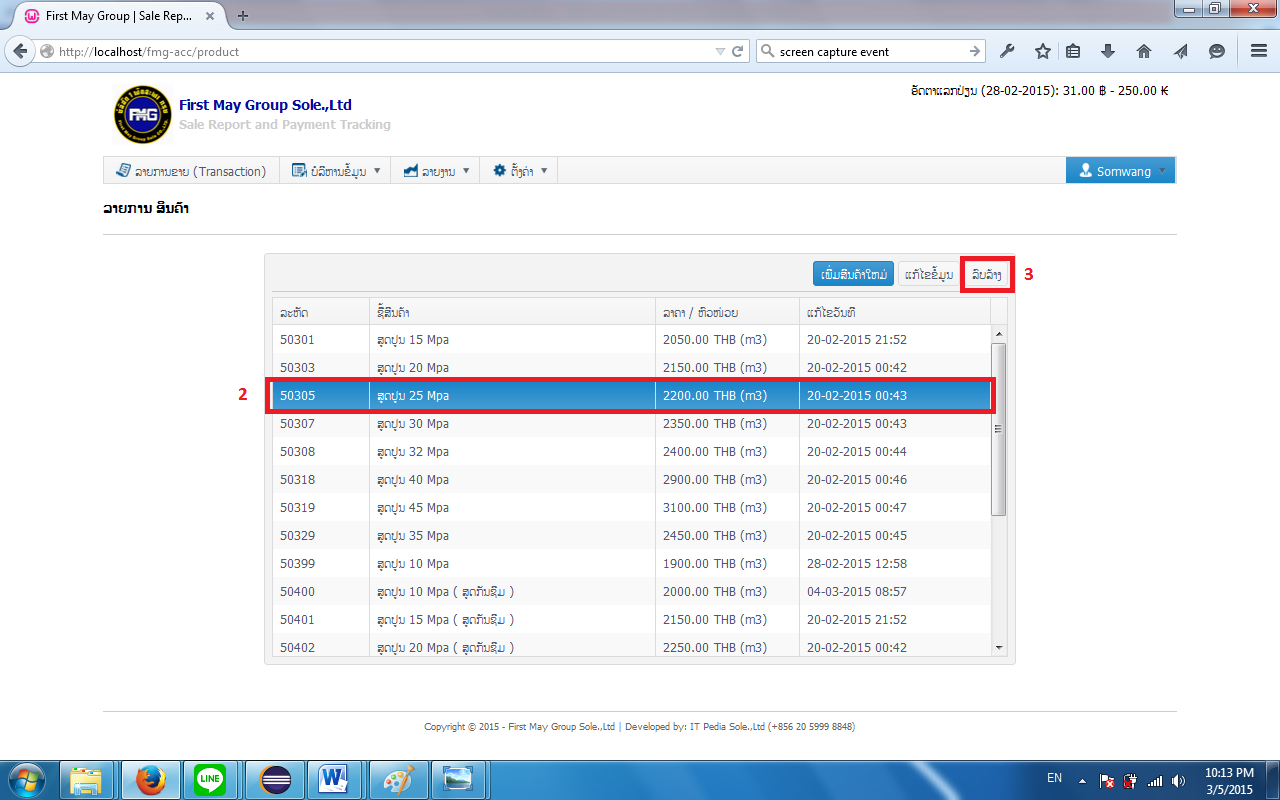 First May Group | Sale Rep...
http://localhost/fmg-acc/product
screen capture event
FMG
First May Group Sole.,Ltd
Sale Report and Payment Tracking
ອັດຕາແລກປ່ຽນ (28-02-2015): 31.00 ฿ - 250.00 ₭
ລາຍການຂາຍ (Transaction) ບໍລິຫານຂໍ້ມູນ ລາຍງານ ຕັ້ງຄ່າ Somwang
ລາຍການ ສິນຄ້າ
ເພີ່ມສິນຄ້າໃຫມ່ ແກ້ໄຂຂໍ້ມູນ ລຶບລ້າງ 3
ລະຫັດ ຊື່ສິນຄ້າ ລາຄາ / ຫົວໜ່ວຍ ແກ້ໄຂວັນທີ
50301 ສູດປູນ 15 Mpa 2050.00 THB (m3) 20-02-2015 21:52
50303 ສູດປູນ 20 Mpa 2150.00 THB (m3) 20-02-2015 00:42
2 50305 ສູດປູນ 25 Mpa 2200.00 THB (m3) 20-02-2015 00:43
50307 ສູດປູນ 30 Mpa 2350.00 THB (m3) 20-02-2015 00:43
50308 ສູດປູນ 32 Mpa 2400.00 THB (m3) 20-02-2015 00:44
50318 ສູດປູນ 40 Mpa 2900.00 THB (m3) 20-02-2015 00:46
50319 ສູດປູນ 45 Mpa 3100.00 THB (m3) 20-02-2015 00:47
50329 ສູດປູນ 35 Mpa 2450.00 THB (m3) 20-02-2015 00:45
50399 ສູດປູນ 10 Mpa 1900.00 THB (m3) 28-02-2015 12:58
50400 ສູດປູນ 10 Mpa ( ສູດກັນຊຶມ ) 2000.00 THB (m3) 04-03-2015 08:57
50401 ສູດປູນ 15 Mpa ( ສູດກັນຊຶມ ) 2150.00 THB (m3) 20-02-2015 21:52
50402 ສູດປູນ 20 Mpa ( ສູດກັນຊຶມ ) 2250.00 THB (m3) 20-02-2015 00:42
Copyright © 2015 - First May Group Sole.,Ltd | Developed by: IT Pedia Sole.,Ltd (+856 20 5999 8848)
LINE
EN
10:13 PM
3/5/2015